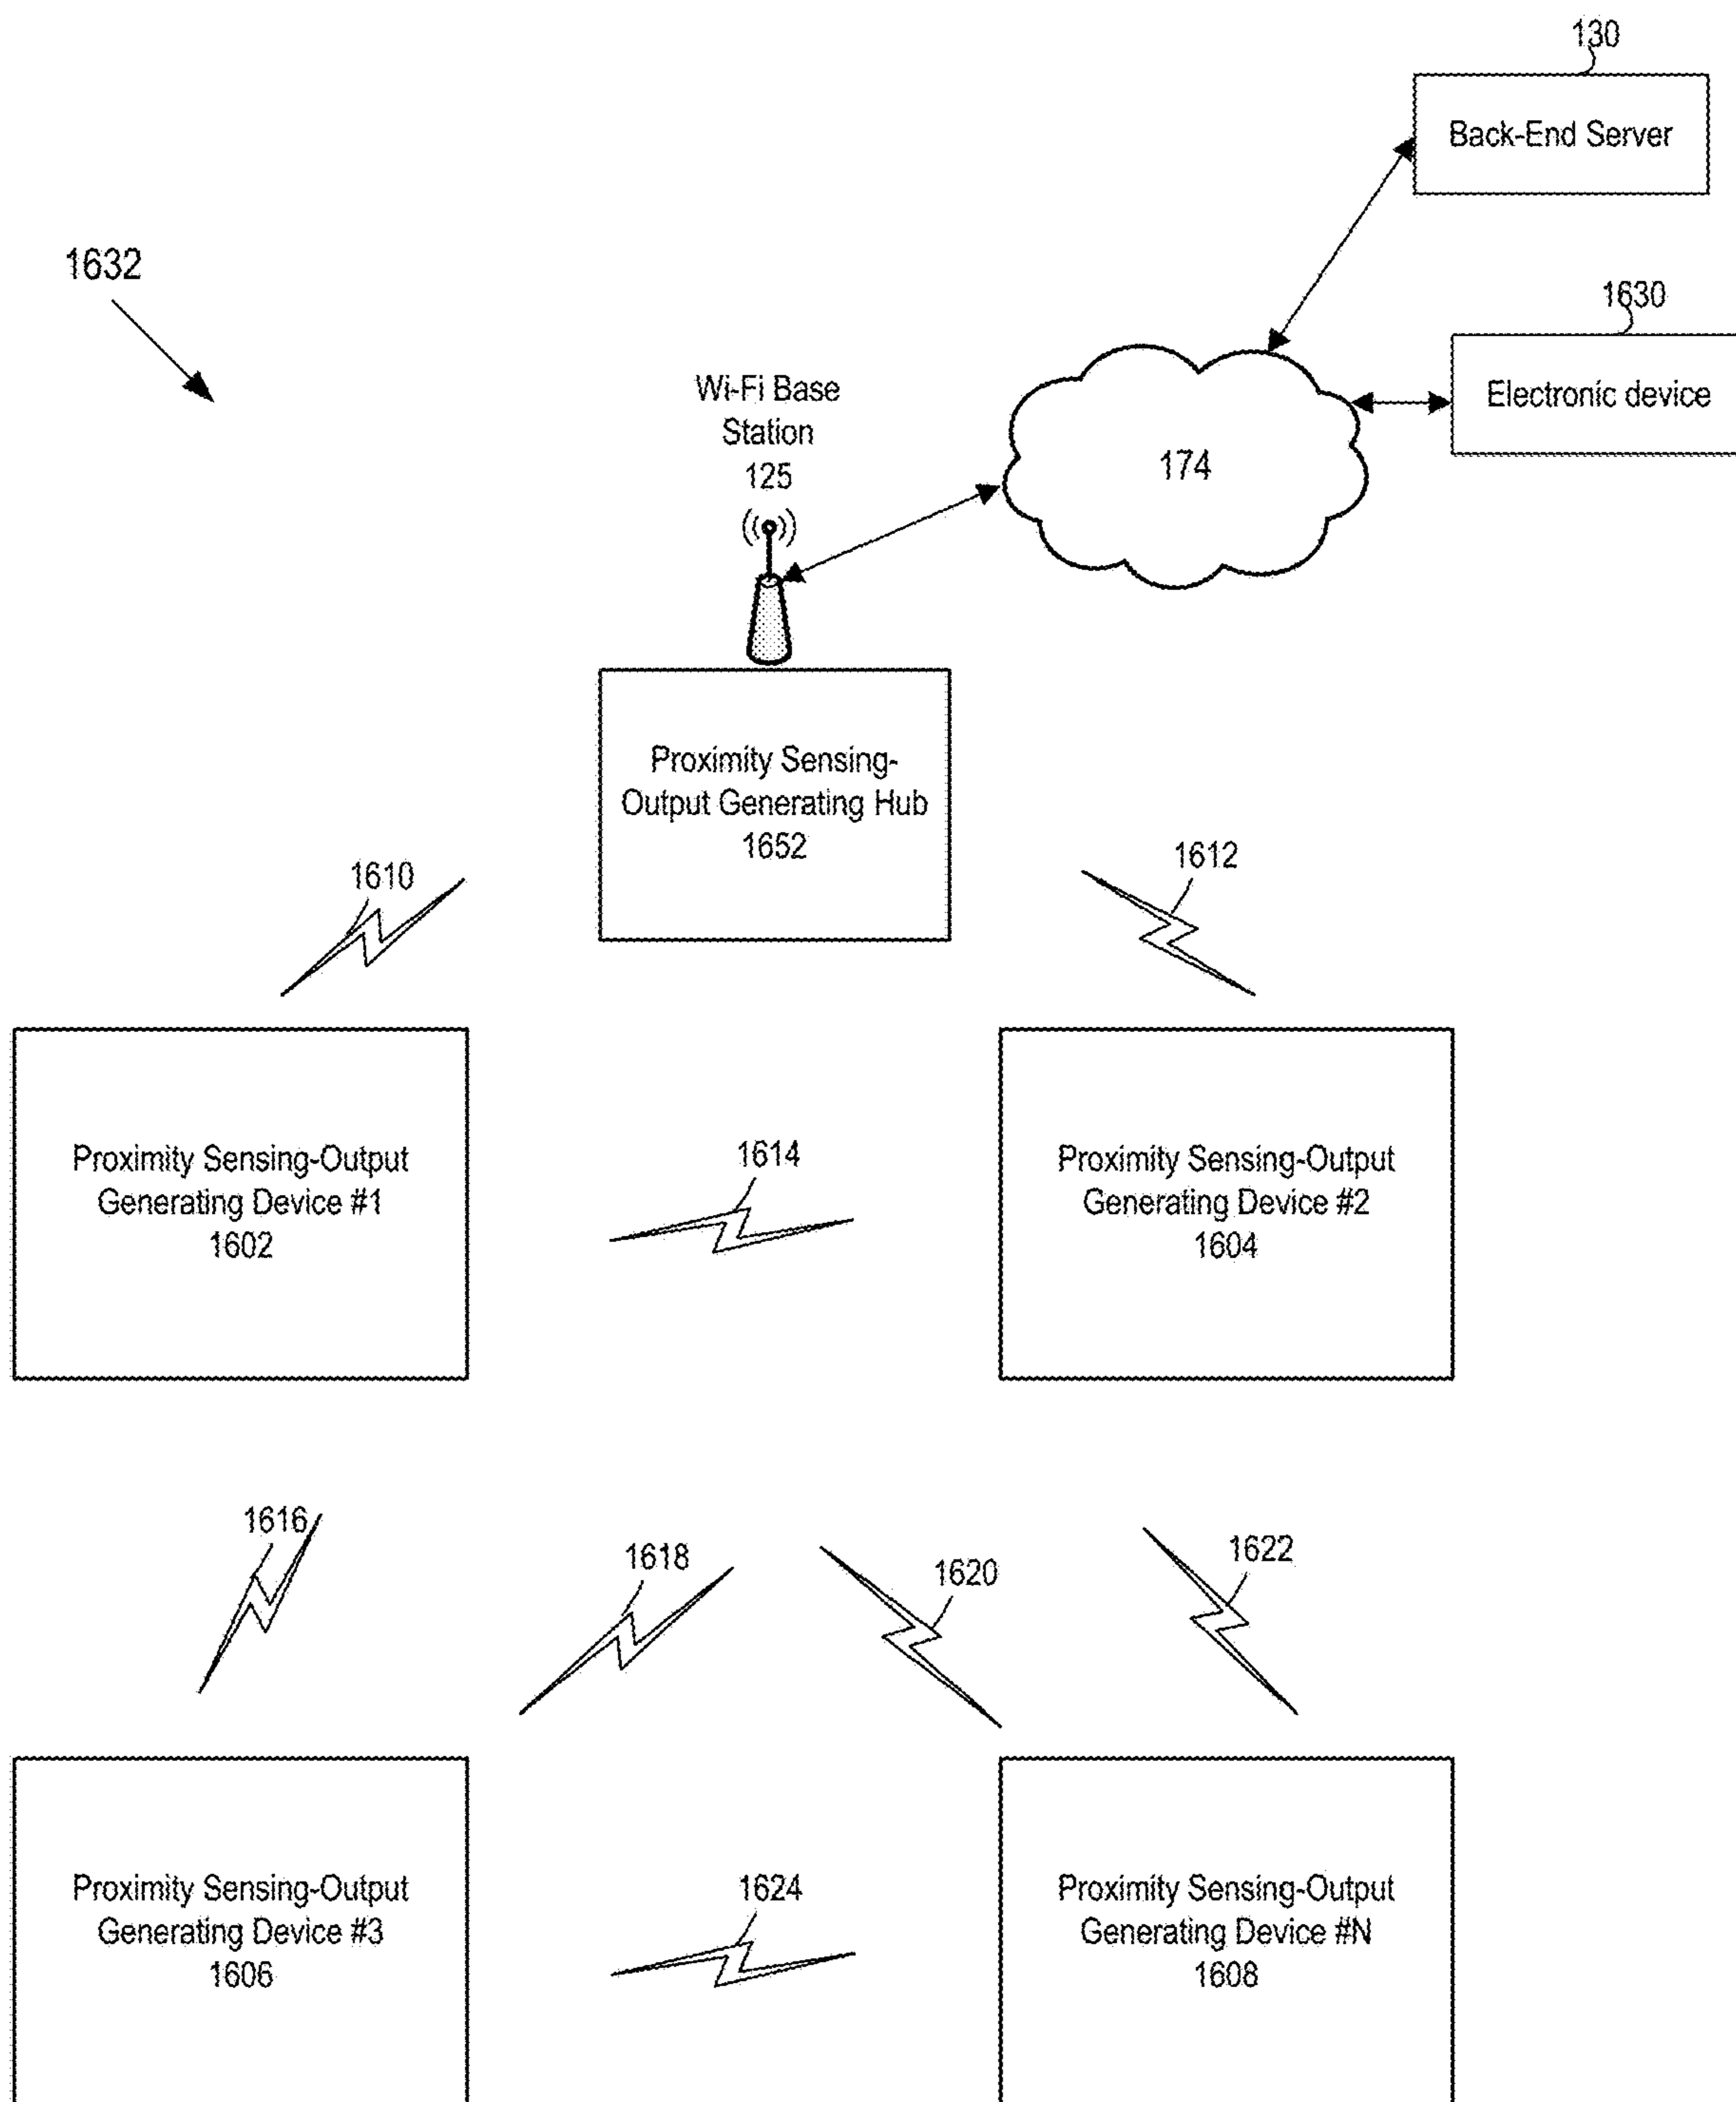 130
Back-End Server
1632
1630
Electronic device
Wi-Fi Base
Station
125
174
Proximity Sensing-
Output Generating Hub
1652
1610
1612
Proximity Sensing-Output
Generating Device #1
1602
1614
Proximity Sensing-Output
Generating Device #2
1604
1616
1618
1620
1622
Proximity Sensing-Output
Generating Device #3
1606
1624
Proximity Sensing-Output
Generating Device #N
1608